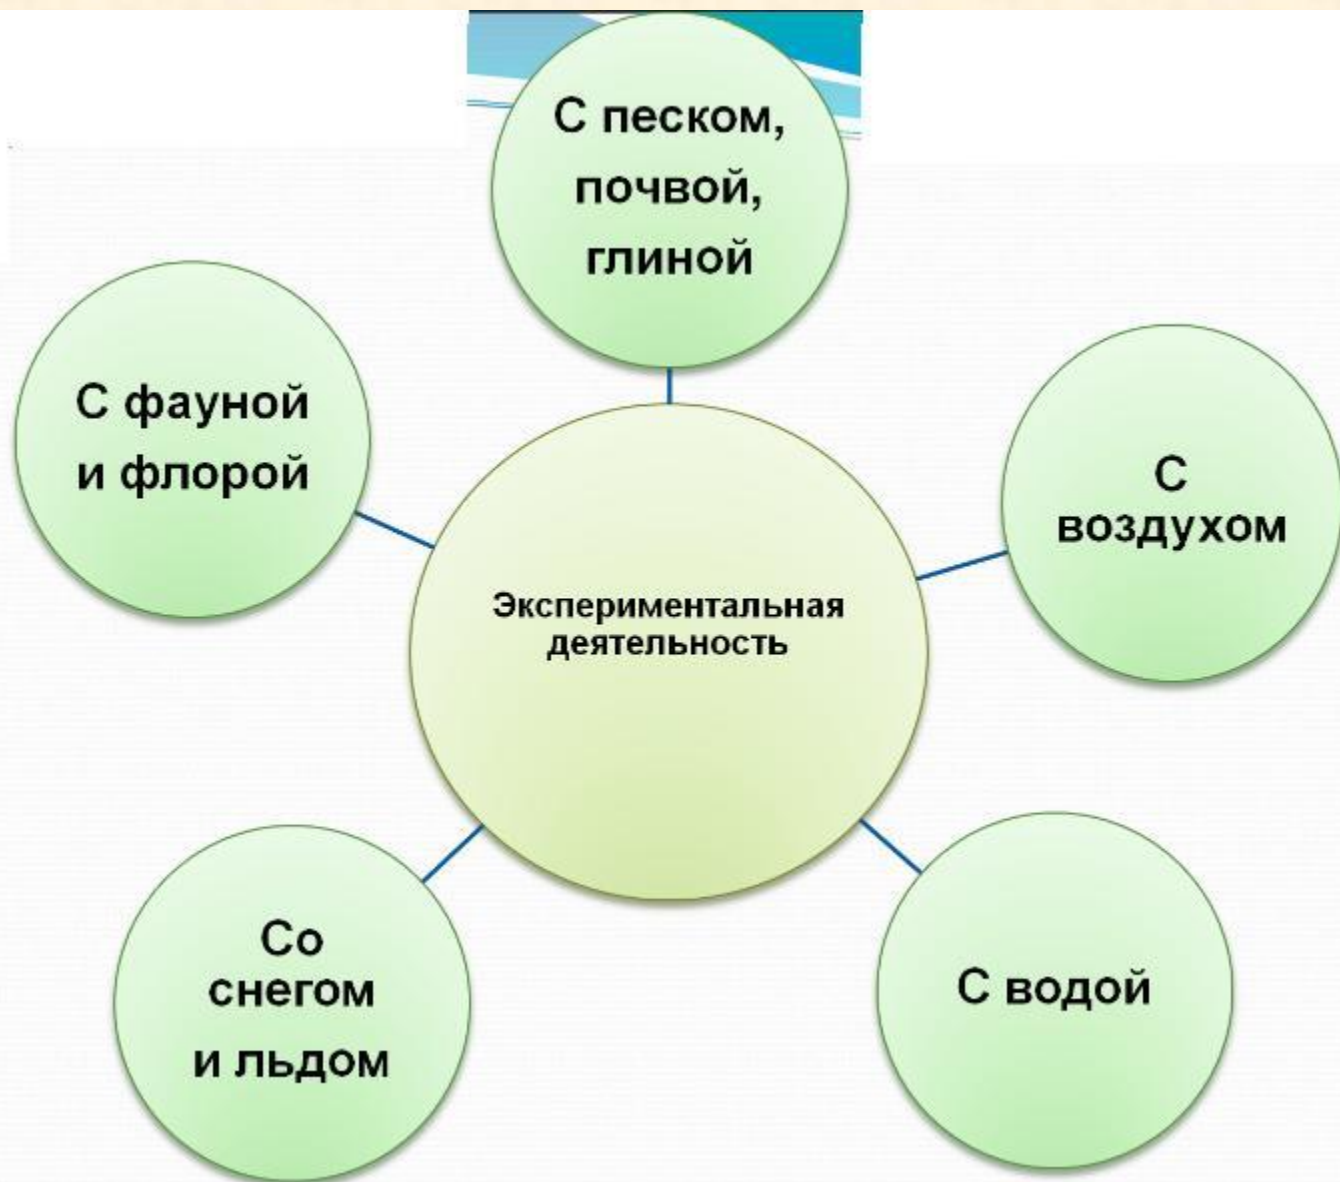 С песком,
почвой,
глиной
С фауной
и флорой
С
воздухом
Экспериментальная
деятельность
Со
снегом
и льдом
С водой